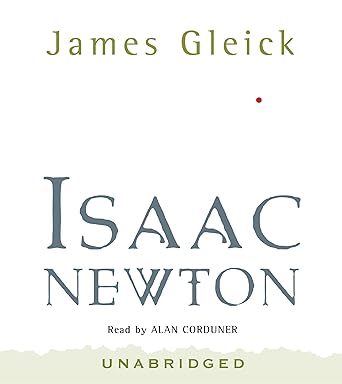 James Gleick
ISAAC
NEWTON
Read by ALAN CORDUNER
UNABRIDGED